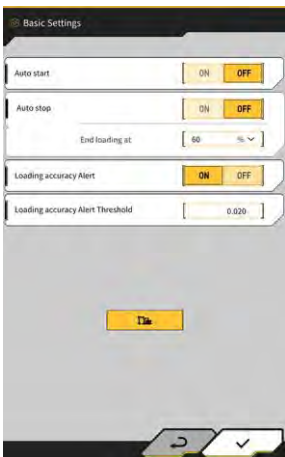 Basic Settings
Auto start ON OFF
Auto stop ON OFF
End loading at 60 %
Loading accuracy Alert ON OFF
Loading accuracy Alert Threshold 0.020